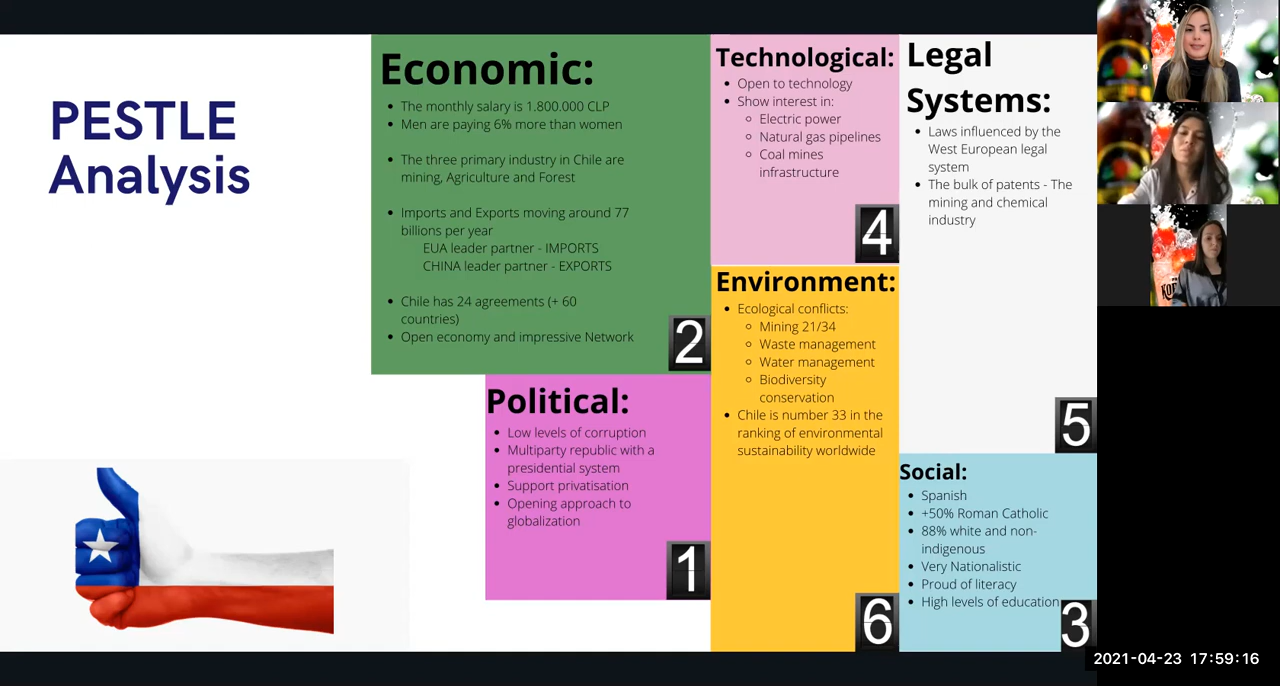 PESTLE
Analysis
Economic:
The monthly salary is 1.800.000 CLP
Men are paying 6% more than women
The three primary industry in Chile are
mining, Agriculture and Forest
Imports and Exports moving around 77
billions per year
EUA leader partner - IMPORTS
CHINA leader partner - EXPORTS
Chile has 24 agreements (+ 60
countries)
Open economy and impressive Network
2
Political:
Low levels of corruption
Multiparty republic with a
presidential system
Support privatisation
Opening approach to
globalization
1
Technological:
Open to technology
Show interest in:
Electric power
Natural gas pipelines
Coal mines
infrastructure
4
Environment:
Ecological conflicts:
Mining 21/34
Waste management
Water management
Biodiversity
conservation
Chile is number 33 in the
ranking of environmental
sustainability worldwide
6
Legal
Systems:
Laws influenced by the
West European legal
system
The bulk of patents - The
mining and chemical
industry
5
Social:
Spanish
+50% Roman Catholic
88% white and non-
indigenous
Very Nationalistic
Proud of literacy
High levels of education
3
2021-04-23 17:59:16